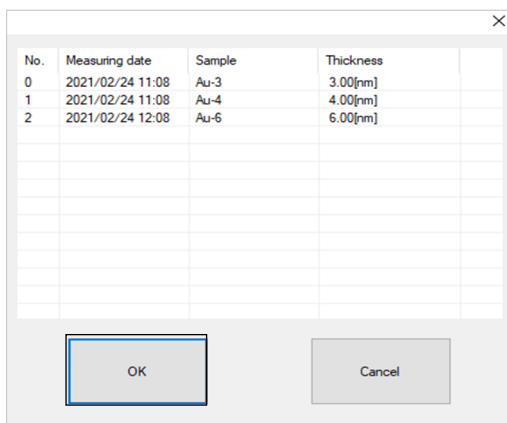 No. Measuring date Sample Thickness
0 2021/02/24 11:08 Au-3 3.00[nm]
1 2021/02/24 11:08 Au-4 4.00[nm]
2 2021/02/24 12:08 Au-6 6.00[nm]
OK Cancel